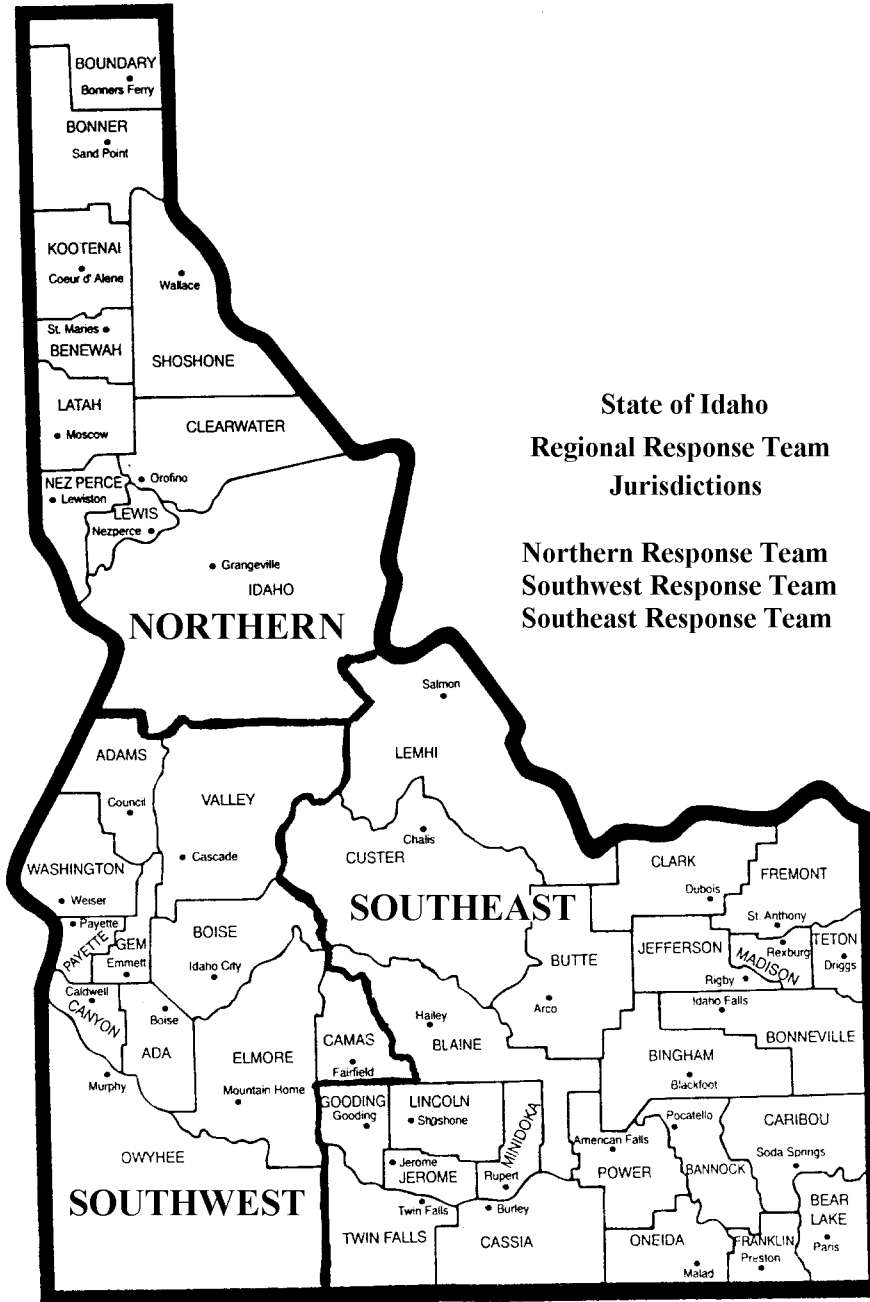 BOUNDARY
Bonners Ferry
BONNER
Sand Point
KOOTENAI
Coeur d' Alene
Wallace
St. Maries
BENEWAH
SHOSHONE
LATAH
Moscow
CLEARWATER
NEZ PERCE
Lewiston
Orofino
LEWIS
Nezperce
Grangeville
IDAHO
NORTHERN
State of Idaho
Regional Response Team
Jurisdictions
Northern Response Team
Southwest Response Team
Southeast Response Team
Salmon
LEMHI
ADAMS
Council
VALLEY
Cascade
Chalis
CUSTER
WASHINGTON
Weiser
CLARK
Dubois
FREMONT
St. Anthony
SOUTHEAST
Payette
PAYETTE
GEM
Emmett
BOISE
Idaho City
BUTTE
Arco
JEFFERSON
Rigby
MADISON
Rexburg
TETON
Driggs
Caldwell
CANYON
Boise
ADA
Murphy
ELMORE
Mountain Home
CAMAS
Fairfield
Hailey
BLAINE
Idaho Falls
BONNEVILLE
BINGHAM
Blackfoot
GOODING
Gooding
LINCOLN
Shoshone
MINIDOKA
Rupert
Jerome
JEROME
American Falls
POWER
Pocatello
BANNOCK
CARIBOU
Soda Springs
OWYHEE
SOUTHWEST
Twin Falls
TWIN FALLS
Burley
CASSIA
ONEIDA
Malad
FRANKLIN
Preston
BEAR
LAKE
Paris